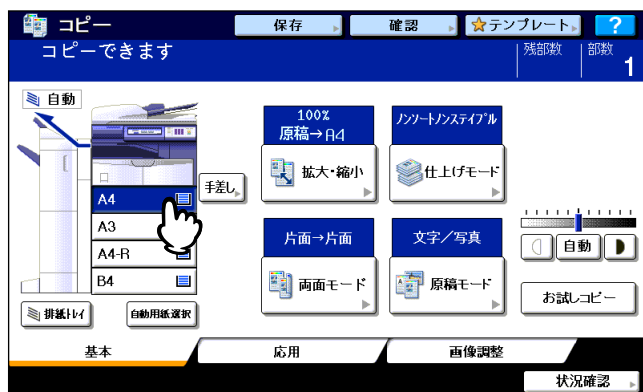 コピー
保存
確認
テンプレート
?
コピーできます
残部数
部数
1
自動
100%
原稿→A4
ノンソートノンステイプル
拡大・縮小
仕上げモード
手差し
A4
A3
A4-R
B4
片面→片面
文字/写真
自動
両面モード
原稿モード
お試しコピー
排紙トレイ
自動用紙選択
基本
応用
画像調整
状況確認